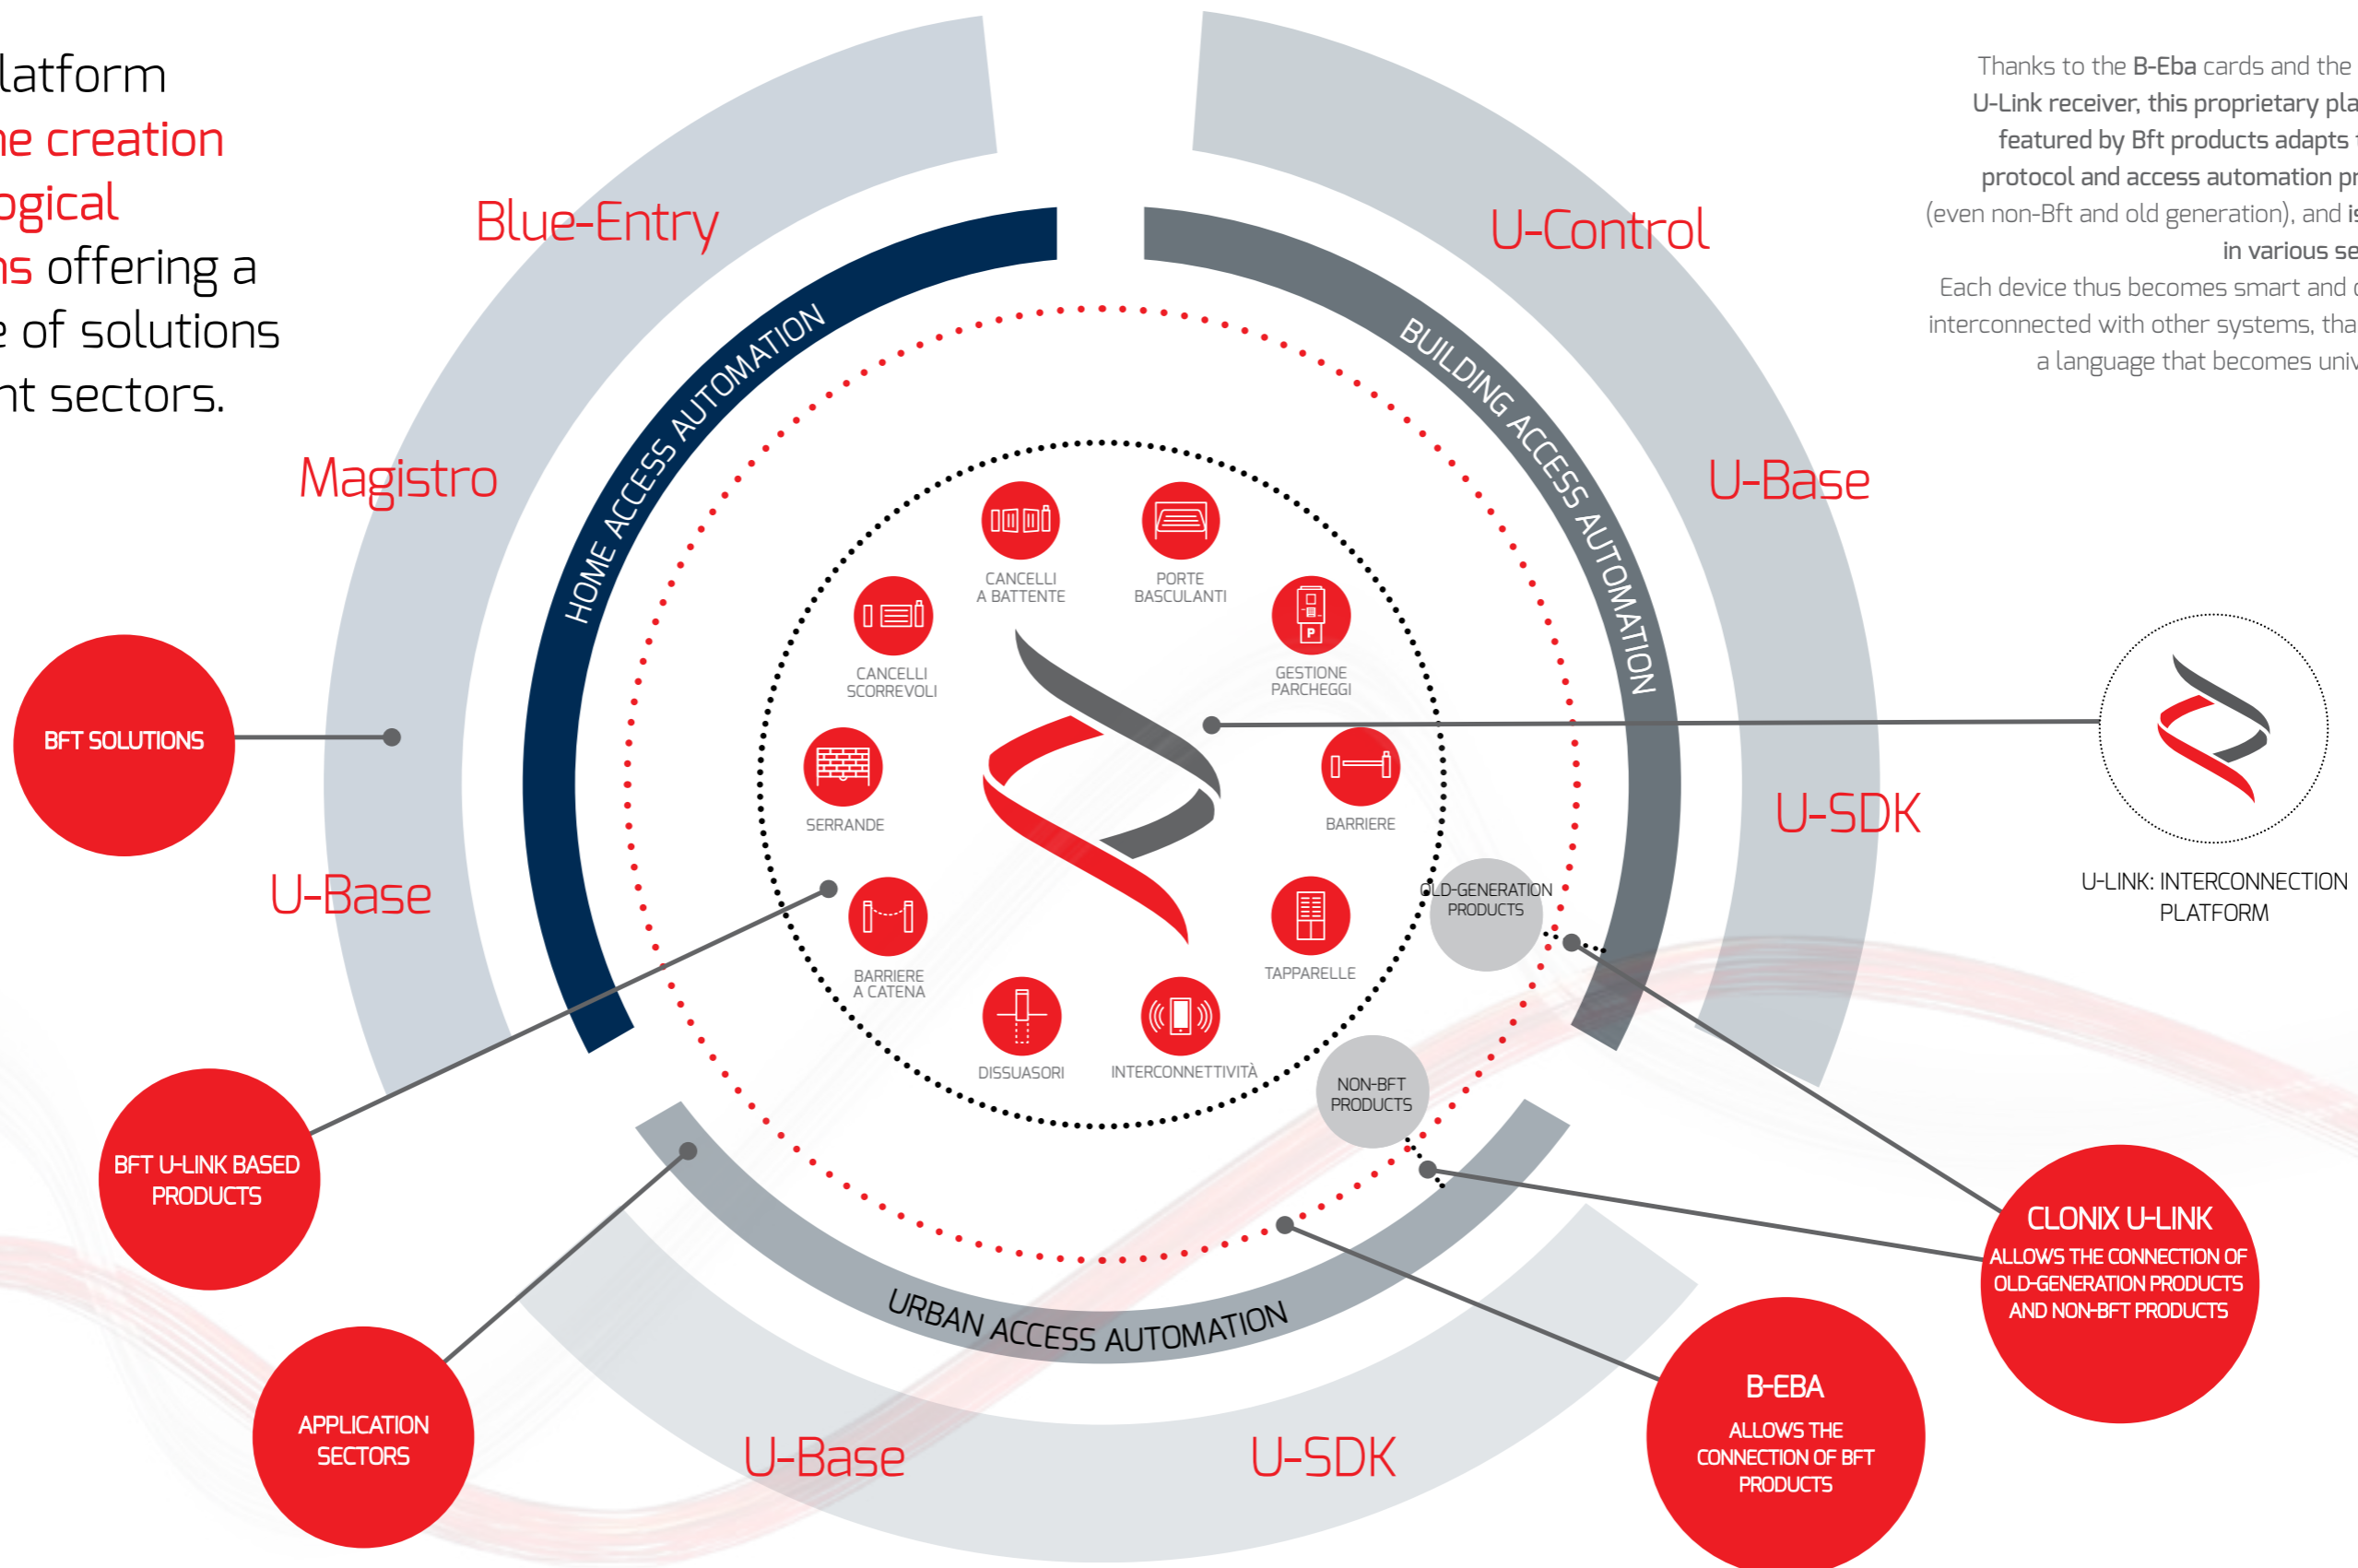 latform
ne creation
ogical
ns offering a
e of solutions
nt sectors.
Thanks to the B-Eba cards and the
U-Link receiver, this proprietary pla
featured by Bft products adapts t
protocol and access automation pr
(even non-Bft and old generation), and is
in various se
Each device thus becomes smart and c
interconnected with other systems, tha
a language that becomes univ
Blue-Entry
U-Control
Magistro
U-Base
HOME ACCESS AUTOMATION
BUILDING ACCESS AUTOMATION
CANCELLI
A BATTENTE
PORTE
BASCULANTI
CANCELLI
SCORREVOLI
P
GESTIONE
PARCHEGGI
BFT SOLUTIONS
SERRANDE
BARRIERE
U-SDK
U-Base
OLD-GENERATION
PRODUCTS
U-LINK: INTERCONNECTION
PLATFORM
BARRIERE
A CATENA
TAPPARELLE
DISSUASORI
INTERCONNETTIVITÀ
NON-BFT
PRODUCTS
BFT U-LINK BASED
PRODUCTS
CLONIX U-LINK
ALLOWS THE CONNECTION OF
OLD-GENERATION PRODUCTS
AND NON-BFT PRODUCTS
URBAN ACCESS AUTOMATION
B-EBA
ALLOWS THE
CONNECTION OF BFT
PRODUCTS
APPLICATION
SECTORS
U-Base
U-SDK